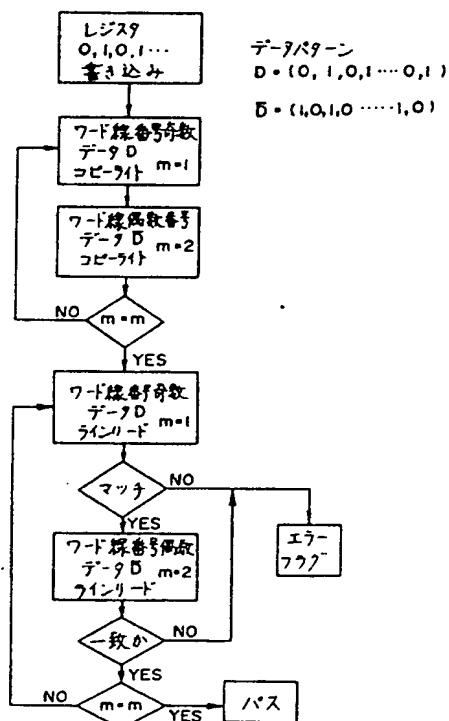 レジスタ
0,1,0,1…
書き込み
データパターン
D = (0, 1, 0, 1 ···· 0, 1)
D̅ = (1, 0, 1, 0 ····· 1, 0)
ワード線番号奇数
データ D
コピーライト m=1
ワード線偶数番号
データ D̅ m=2
コピーライト
NO
m = m
YES
ワード線番号奇数
データ D
ラインリード m=1
マッチ
NO
YES
エラー
フラグ
ワード線番号偶数
データ D̅ m=2
ラインリード
一致か
NO
YES
NO
m = m
YES
パス